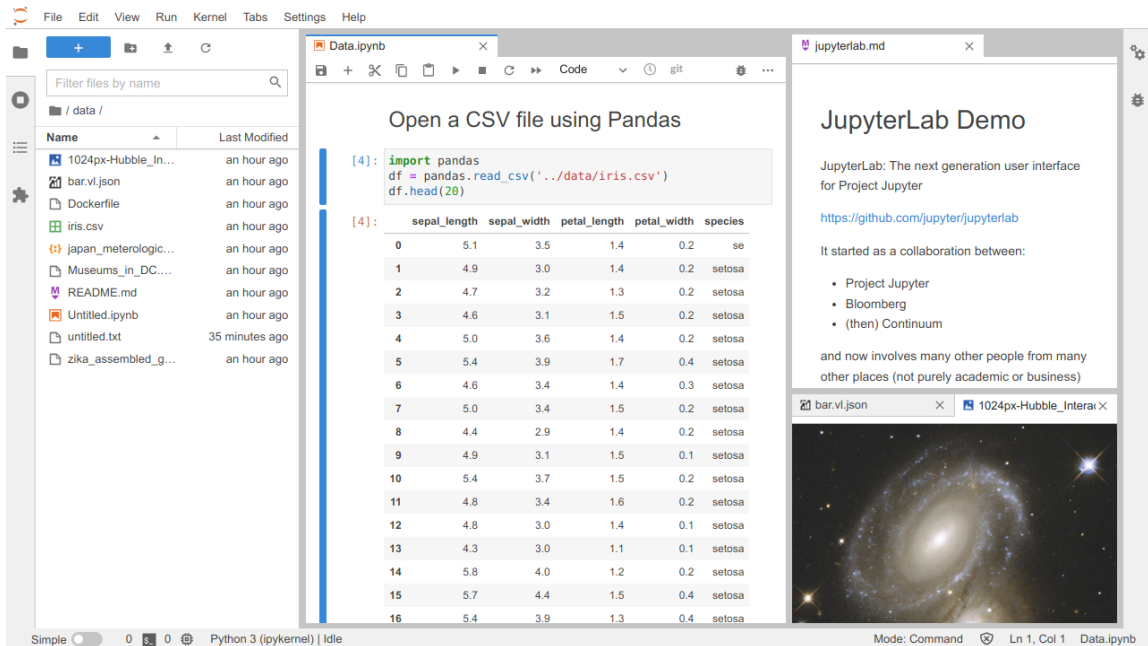 File Edit View Run Kernel Tabs Settings Help
+
Filter files by name
/ data /
Name Last Modified
1024px-Hubble_In... an hour ago
bar.vl.json an hour ago
Dockerfile an hour ago
iris.csv an hour ago
japan_meterologic... an hour ago
Museums_in_DC.... an hour ago
README.md an hour ago
Untitled.ipynb an hour ago
untitled.txt 35 minutes ago
zika_assembled_g... an hour ago
Data.ipynb
Code git
Open a CSV file using Pandas
[4]: import pandas
df = pandas.read_csv('../data/iris.csv')
df.head(20)
[4]: sepal_length sepal_width petal_length petal_width species
0 5.1 3.5 1.4 0.2 se
1 4.9 3.0 1.4 0.2 setosa
2 4.7 3.2 1.3 0.2 setosa
3 4.6 3.1 1.5 0.2 setosa
4 5.0 3.6 1.4 0.2 setosa
5 5.4 3.9 1.7 0.4 setosa
6 4.6 3.4 1.4 0.3 setosa
7 5.0 3.4 1.5 0.2 setosa
8 4.4 2.9 1.4 0.2 setosa
9 4.9 3.1 1.5 0.1 setosa
10 5.4 3.7 1.5 0.2 setosa
11 4.8 3.4 1.6 0.2 setosa
12 4.8 3.0 1.4 0.1 setosa
13 4.3 3.0 1.1 0.1 setosa
14 5.8 4.0 1.2 0.2 setosa
15 5.7 4.4 1.5 0.4 setosa
16 5.4 3.9 1.3 0.4 setosa
jupyterlab.md
JupyterLab Demo
JupyterLab: The next generation user interface
for Project Jupyter
https://github.com/jupyter/jupyterlab
It started as a collaboration between:
• Project Jupyter
• Bloomberg
• (then) Continuum
and now involves many other people from many
other places (not purely academic or business)
bar.vl.json 1024px-Hubble_Interac
Simple 0 0 Python 3 (ipykernel) | Idle Mode: Command Ln 1, Col 1 Data.ipynb